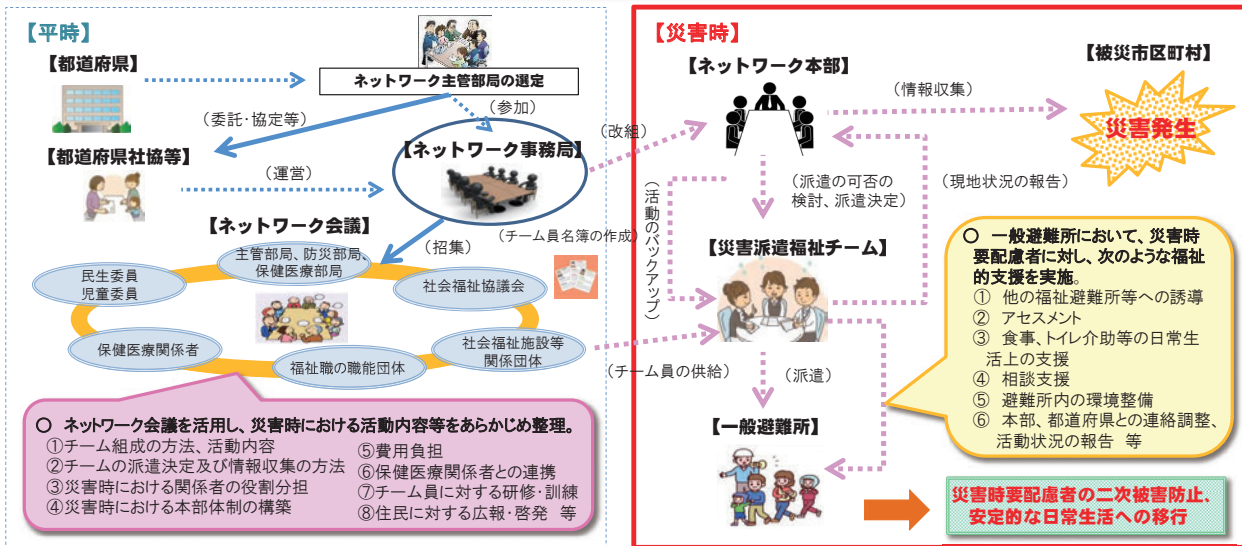 【平時】
【都道府県】
ネットワーク主管部局の選定
（委託・協定等）
（参加）
【都道府県社協等】
（運営）
【ネットワーク事務局】
（改組）
【ネットワーク会議】
（招集）
（チーム員名簿の作成）
主管部局、防災部局、
保健医療部局
民生委員
児童委員
社会福祉協議会
保健医療関係者
福祉職の職能団体
社会福祉施設等
関係団体
（チーム員の供給）
○ ネットワーク会議を活用し、災害時における活動内容等をあらかじめ整理。
①チーム組成の方法、活動内容
②チームの派遣決定及び情報収集の方法
③災害時における関係者の役割分担
④災害時における本部体制の構築
⑤費用負担
⑥保健医療関係者との連携
⑦チーム員に対する研修・訓練
⑧住民に対する広報・啓発 等
【災害時】
【ネットワーク本部】
（情報収集）
【被災市区町村】
災害発生
（活動のバックアップ）
（派遣の可否の
検討、派遣決定）
（現地状況の報告）
【災害派遣福祉チーム】
（派遣）
【一般避難所】
○ 一般避難所において、災害時
要配慮者に対し、次のような福祉
的支援を実施。
① 他の福祉避難所等への誘導
② アセスメント
③ 食事、トイレ介助等の日常生
活上の支援
④ 相談支援
⑤ 避難所内の環境整備
⑥ 本部、都道府県との連絡調整、
活動状況の報告 等
災害時要配慮者の二次被害防止、
安定的な日常生活への移行